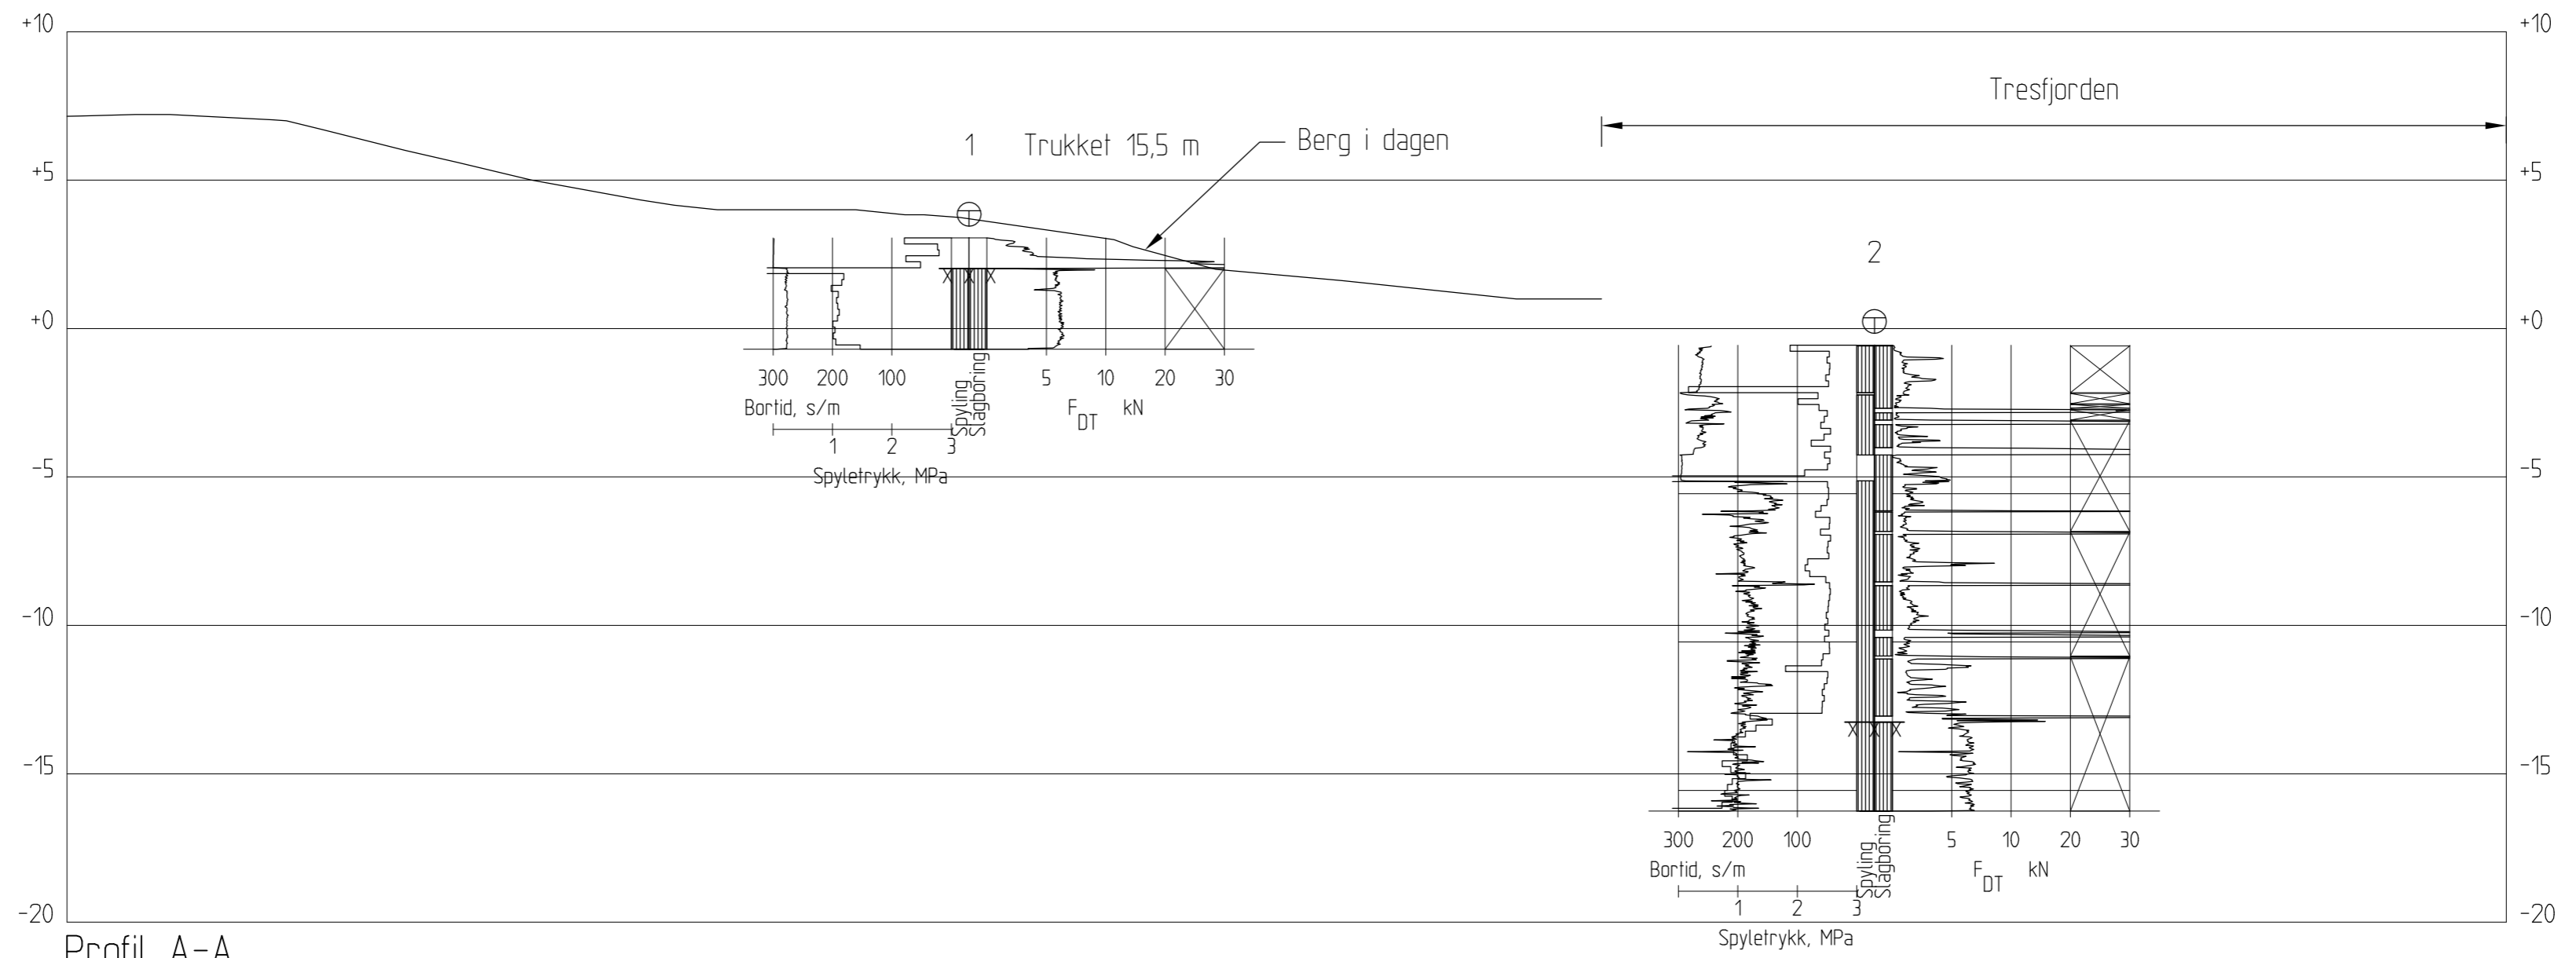 +10 +10
Tresfjorden
1 Trukket 15,5 m
Berg i dagen
+5 +5
2
+0 +0
300 200 100 Spyling Slagboring 5 10 20 30
Bortid, s/m F DT kN
1 2 3
Spyletrykk, MPa
-5 -5
-10 -10
-15 -15
300 200 100 Spyling Slagboring 5 10 20 30
Bortid, s/m F DT kN
1 2 3
Spyletrykk, MPa
-20 -20
Profil A-A